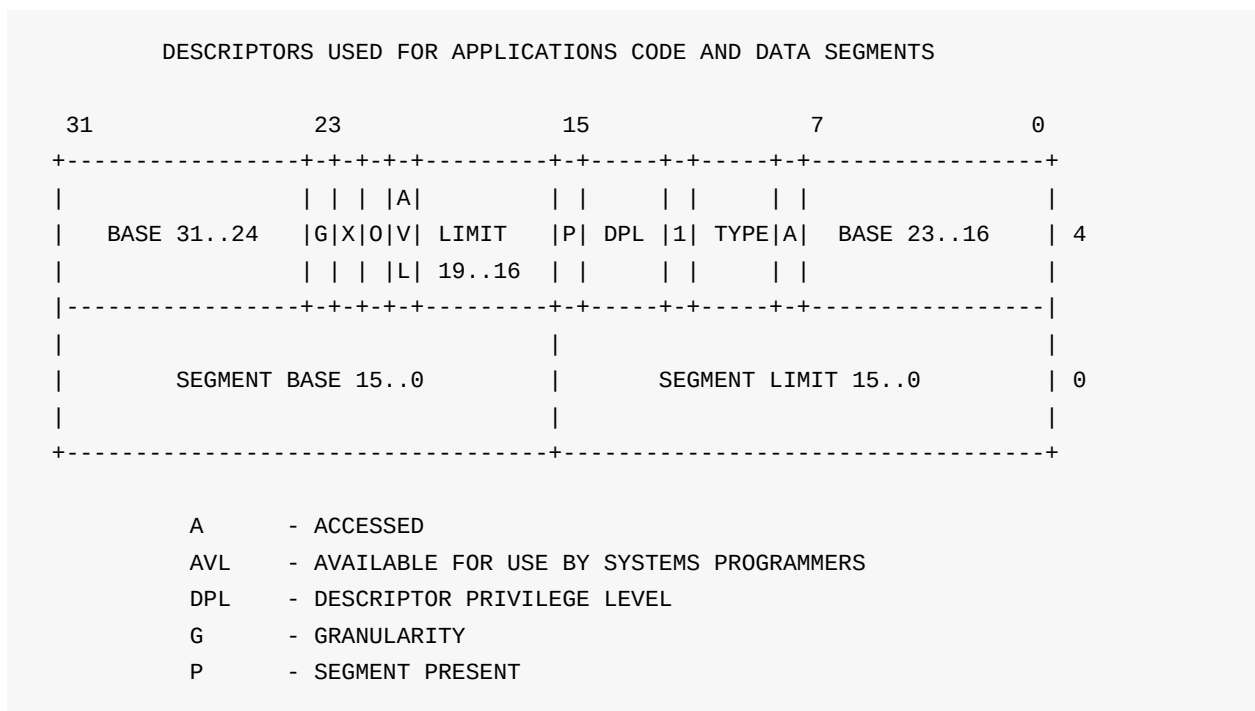 DESCRIPTORS USED FOR APPLICATIONS CODE AND DATA SEGMENTS
31                23                15                7               0
+-----------------+-+-+-+-+---------+-+-----+-+-----+-+-----------------+
|                 | | | |A|         | |     | |     | |                 |
|   BASE 31..24   |G|X|O|V| LIMIT   |P| DPL |1| TYPE|A|  BASE 23..16    | 4
|                 | | | |L| 19..16  | |     | |     | |                 |
|-----------------+-+-+-+-+---------+-+-----+-+-----+-+-----------------|
|                                   |                                   |
|        SEGMENT BASE 15..0         |       SEGMENT LIMIT 15..0         | 0
|                                   |                                   |
+-----------------------------------+-----------------------------------+
A      - ACCESSED
AVL    - AVAILABLE FOR USE BY SYSTEMS PROGRAMMERS
DPL    - DESCRIPTOR PRIVILEGE LEVEL
G      - GRANULARITY
P      - SEGMENT PRESENT